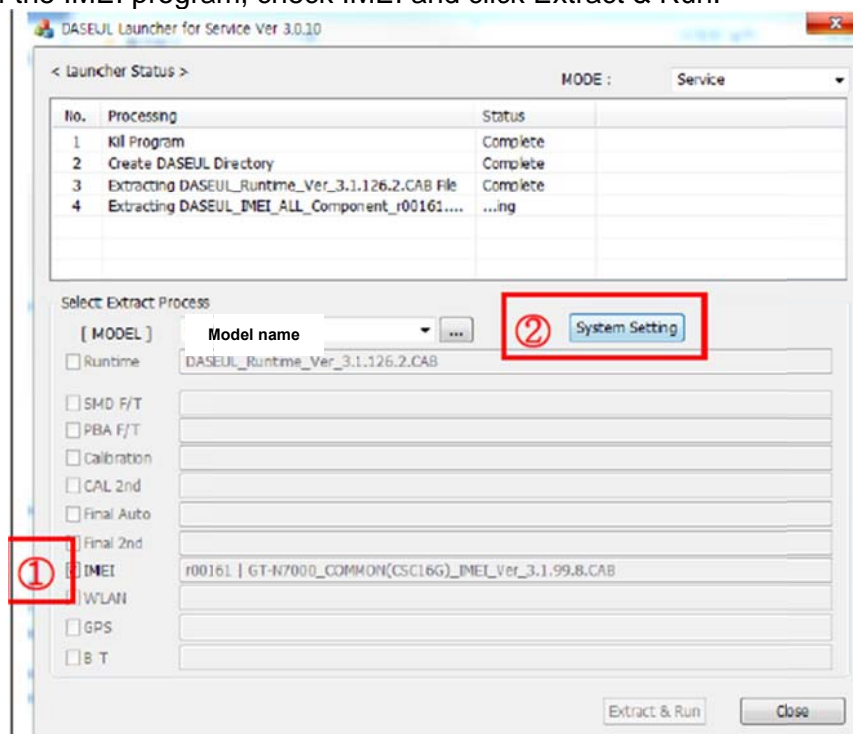 the IMEI program, check IMEI and click Extract & Run.
DASEUL Launcher for Service Ver 3.0.10
x
< Launcher Status >
MODE : Service
No. Processng Status
1 Kill Program Complete
2 Create DASEUL Directory Complete
3 Extracting DASEUL_Runtime_Ver_3.1.126.2.CAB File Complete
4 Extracting DASEUL_IMEI_ALL_Component_r00161.... ...ing
Select Extract Process
[ MODEL ] Model name ... ② System Setting
Runtime DASEUL_Runtime_Ver_3.1.126.2.CAB
SMD F/T
PBA F/T
Calibration
CAL 2nd
Final Auto
Final 2nd
① IMEI r00161 | GT-N7000_COMMON(CSC16G)_IMEI_Ver_3.1.99.8.CAB
WLAN
GPS
B T
Extract & Run Close